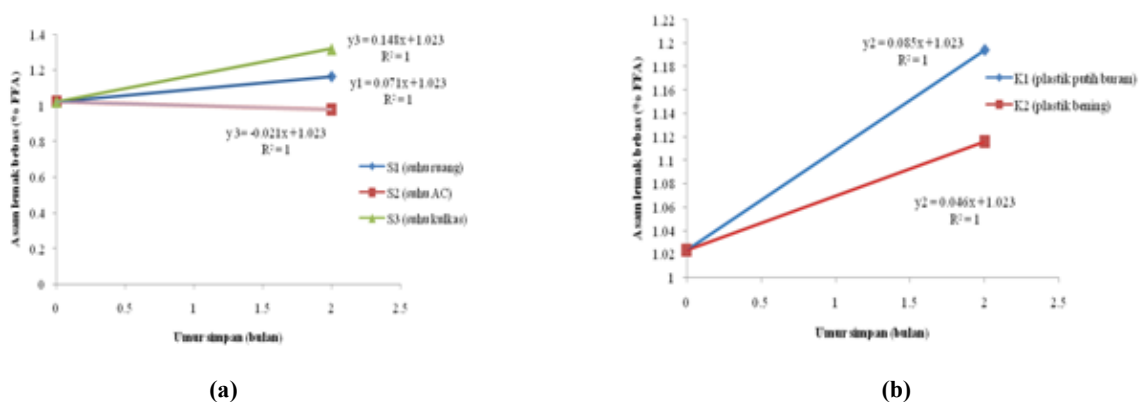 Asam lemak bebas (% FFA)
1.4
1.2
1
0.8
0.6
0.4
0.2
0
0
0.5
1
1.5
2
2.5
Umur simpan (bulan)
y3 = 0.148x+1.023
R² = 1
y1 = 0.071x+1.023
R² = 1
y3 = -0.021x+1.023
R² = 1
S1 (suhu ruang)
S2 (suhu AC)
S3 (suhu kulkas)
(a)
Asam lemak bebas (% FFA)
1.22
1.2
1.18
1.16
1.14
1.12
1.1
1.08
1.06
1.04
1.02
1
0
0.5
1
1.5
2
2.5
Umur simpan (bulan)
y2 = 0.085x+1.023
R² = 1
y2 = 0.046x+1.023
R² = 1
K1 (plastik putih buram)
K2 (plastik bening)
(b)